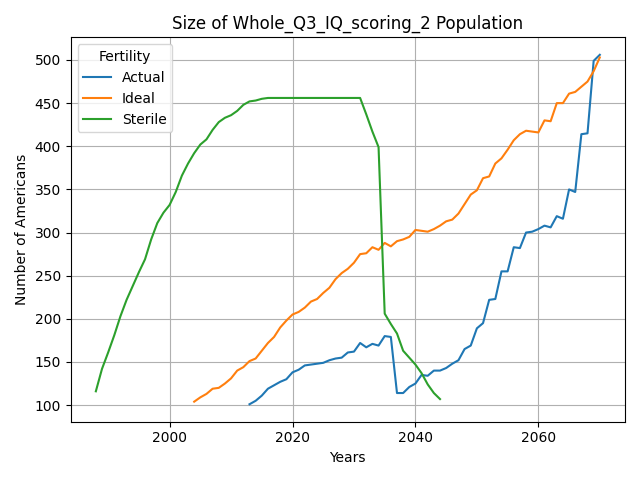 Size of Whole_Q3_IQ_scoring_2 Population
Fertility
Actual
Ideal
Sterile
Number of Americans
500
450
400
350
300
250
200
150
100
2000
2020
2040
2060
Years